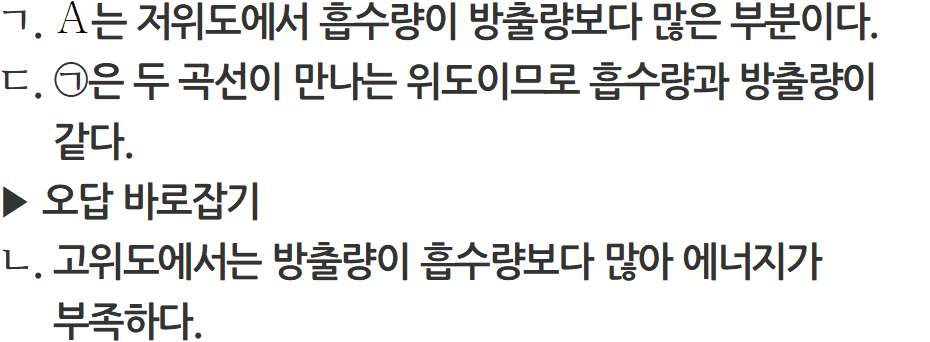 ㄱ. A는 저위도에서 흡수량이 방출량보다 많은 부분이다.
ㄷ. ㉠은 두 곡선이 만나는 위도이므로 흡수량과 방출량이
같다.
▶ 오답 바로잡기
ㄴ. 고위도에서는 방출량이 흡수량보다 많아 에너지가
부족하다.